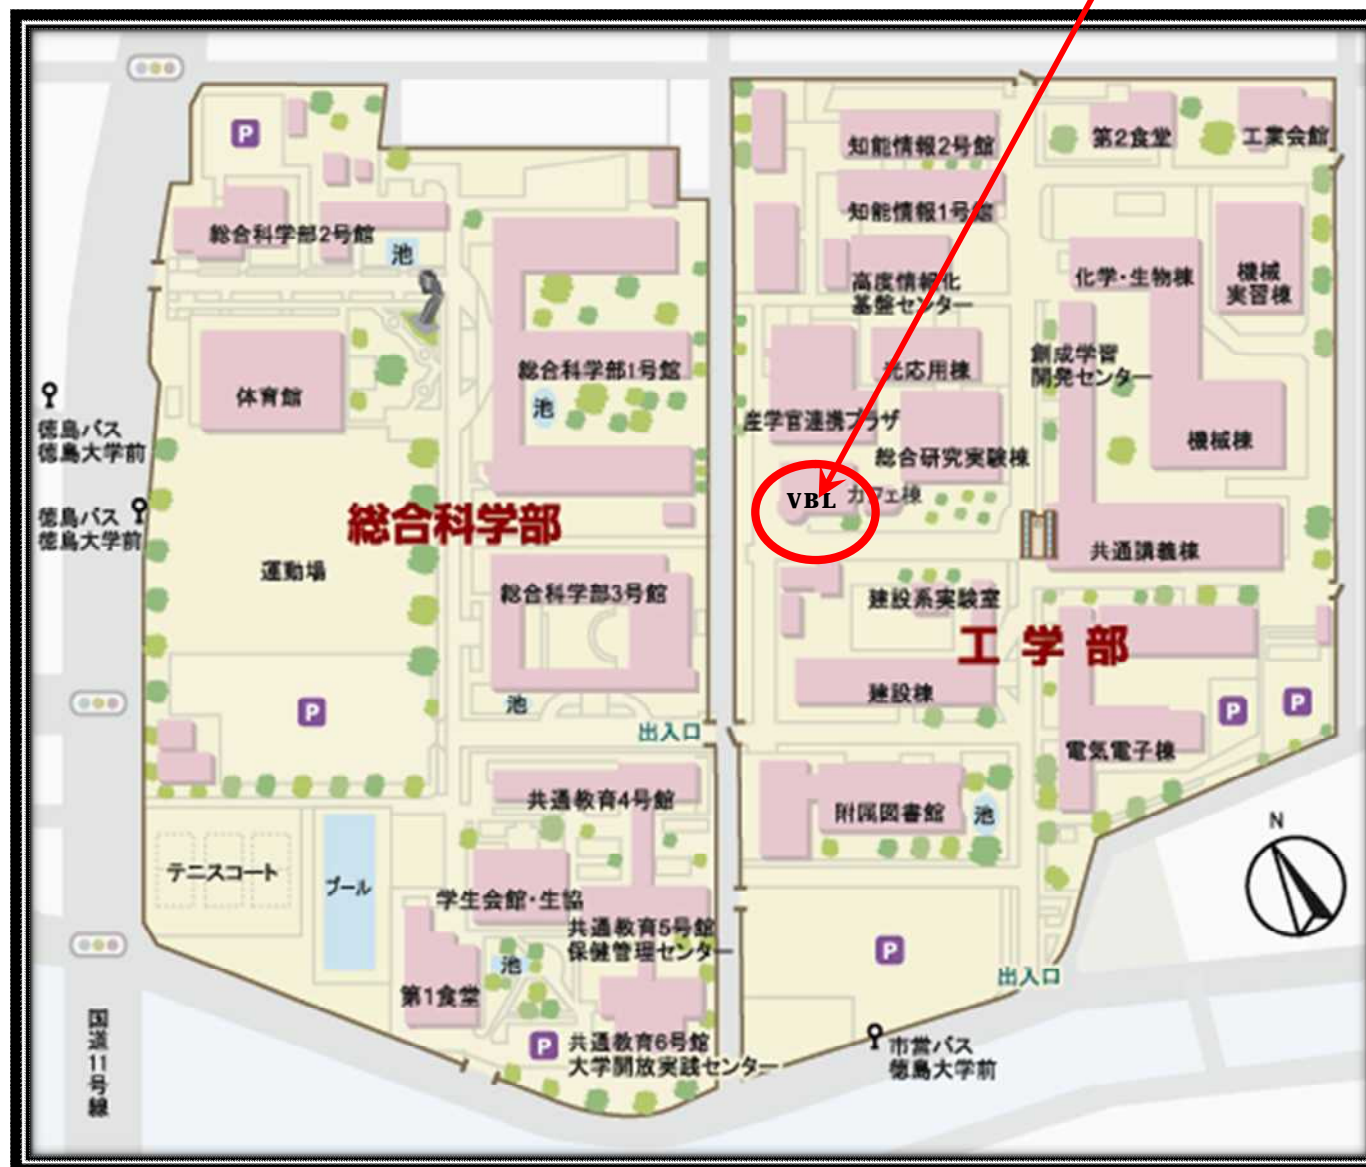 P
総合科学部2号館
池
体育館
総合科学部1号館
池
徳島バス
徳島大学前
徳島バス
徳島大学前
総合科学部
運動場
総合科学部3号館
池
P
出入口
共通教育4号館
テニスコート
プール
学生会館・生協
共通教育5号館
保健管理センター
池
第1食堂
P
共通教育6号館
大学開放実践センター
国道11号線
知能情報2号館
第2食堂
工業会館
知能情報1号館
高度情報化
基盤センター
化学・生物棟
機械
実習棟
光応用棟
創成学習
開発センター
産学官連携プラザ
総合研究実験棟
機械棟
VBL
カフェ棟
共通講義棟
建設系実験室
工学部
建設棟
P
P
電気電子棟
附属図書館
池
N
P
出入口
市営バス
徳島大学前